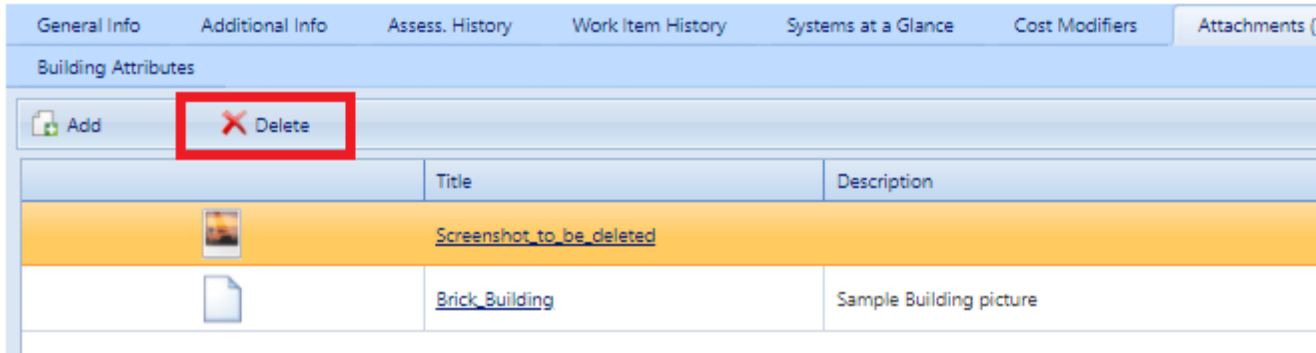 General Info Additional Info Assess. History Work Item History Systems at a Glance Cost Modifiers Attachments (
Building Attributes
Add Delete
Title Description
Screenshot_to_be_deleted
Brick_Building Sample Building picture